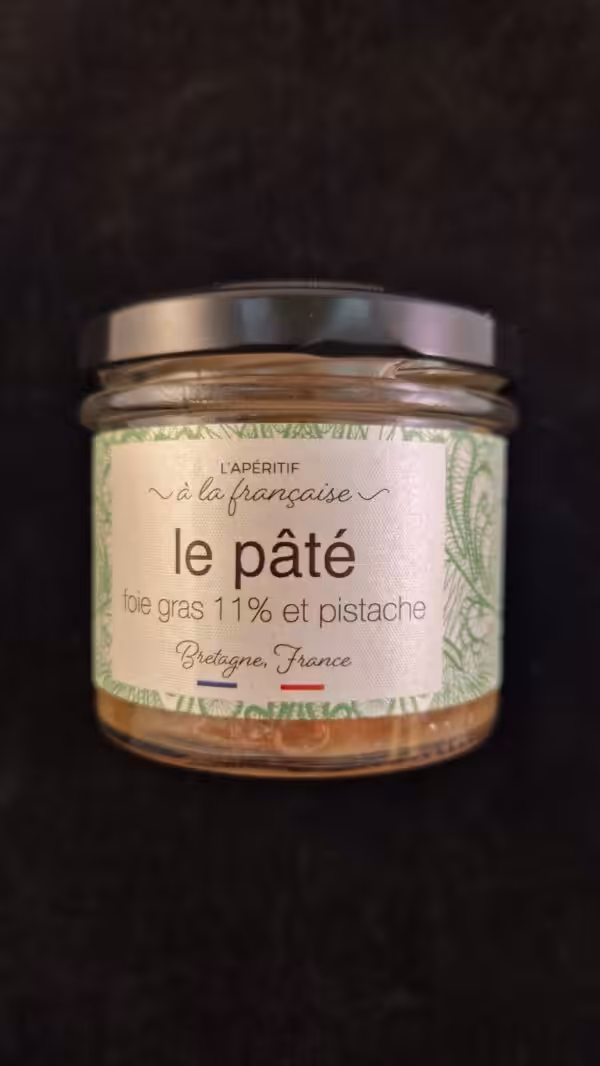 L'APÉRITIF
à la française
le pâté
foie gras 11% et pistache
Bretagne, France